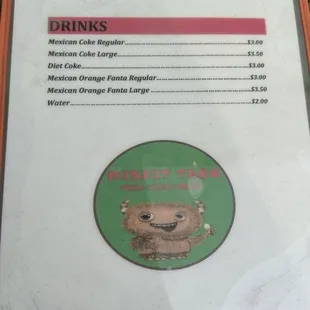 DRINKS
Mexican Coke Regular $3.00
Mexican Coke Large $3.50
Diet Coke $3.00
Mexican Orange Fanta Regular $3.00
Mexican Orange Fanta Large $3.50
Water $2.00